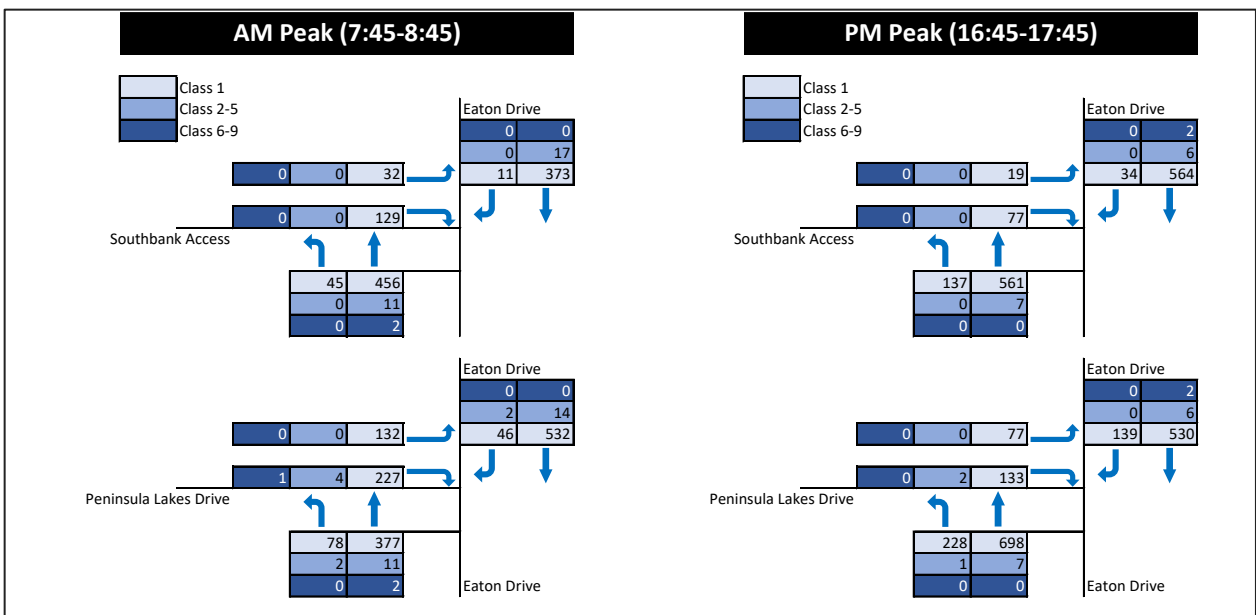 AM Peak (7:45-8:45)
PM Peak (16:45-17:45)
Class 1
Class 2-5
Class 6-9
Eaton Drive
0 0
0 17
11 373
0 0 32
0 0 129
Southbank Access
45 456
0 11
0 2
Eaton Drive
0 0
2 14
46 532
0 0 132
1 4 227
Peninsula Lakes Drive
78 377
2 11
0 2
Eaton Drive
Class 1
Class 2-5
Class 6-9
Eaton Drive
0 2
0 6
34 564
0 0 19
0 0 77
Southbank Access
137 561
0 7
0 0
Eaton Drive
0 2
0 6
139 530
0 0 77
0 2 133
Peninsula Lakes Drive
228 698
1 7
0 0
Eaton Drive